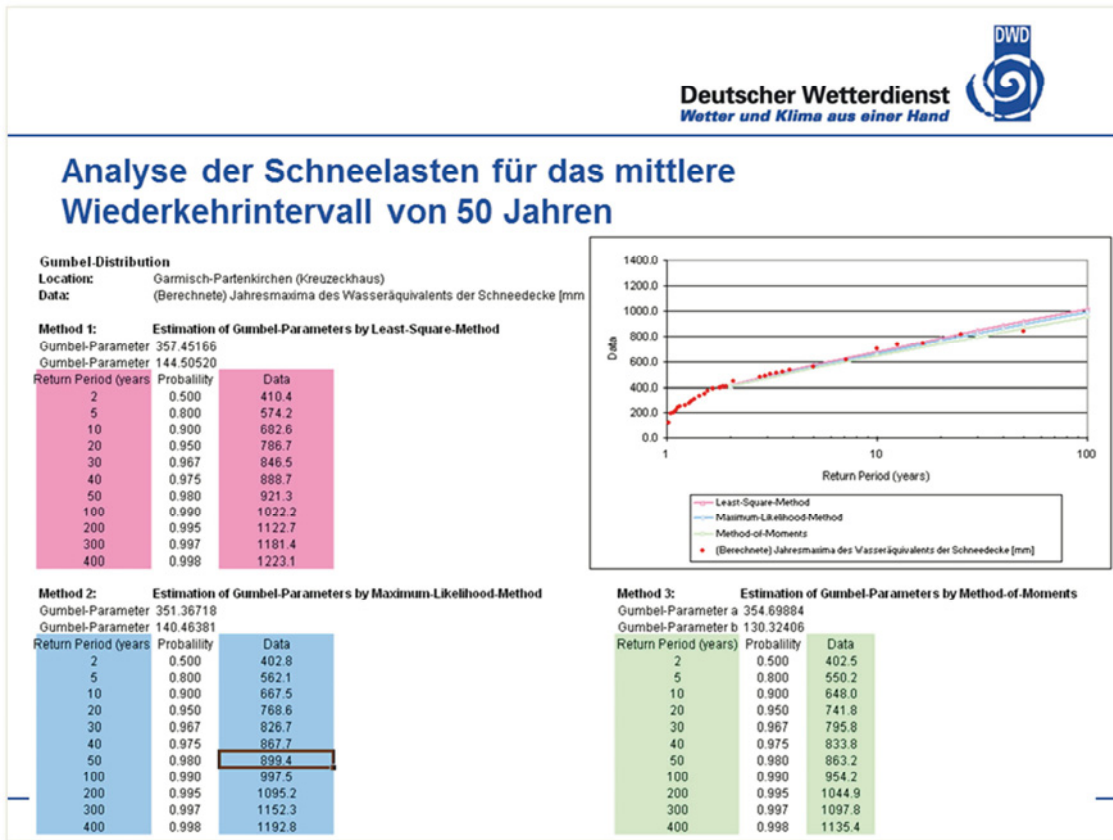 DWD
Deutscher Wetterdienst
Wetter und Klima aus einer Hand
Analyse der Schneelasten für das mittlere
Wiederkehrintervall von 50 Jahren
Gumbel-Distribution
Location: Garmisch-Partenkirchen (Kreuzeckhaus)
Data: (Berechnete) Jahresmaxima des Wasseräquivalents der Schneedecke [mm
Method 1: Estimation of Gumbel-Parameters by Least-Square-Method
Gumbel-Parameter 357.45166
Gumbel-Parameter 144.50520
Return Period (years Probalility Data
2 0.500 410.4
5 0.800 574.2
10 0.900 682.6
20 0.950 786.7
30 0.967 846.5
40 0.975 888.7
50 0.980 921.3
100 0.990 1022.2
200 0.995 1122.7
300 0.997 1181.4
400 0.998 1223.1
1400.0
1200.0
1000.0
800.0
600.0
400.0
200.0
0.0
Data
1 10 100
Return Period (years)
Least-Square-Method
Maximum-Likelihood-Method
Method-of-Moments
(Berechnete) Jahresmaxima des Wasseräquivalents der Schneedecke [mm]
Method 2: Estimation of Gumbel-Parameters by Maximum-Likelihood-Method
Gumbel-Parameter 351.36718
Gumbel-Parameter 140.46381
Return Period (years Probalility Data
2 0.500 402.8
5 0.800 562.1
10 0.900 667.5
20 0.950 768.6
30 0.967 826.7
40 0.975 867.7
50 0.980 899.4
100 0.990 997.5
200 0.995 1095.2
300 0.997 1152.3
400 0.998 1192.8
Method 3: Estimation of Gumbel-Parameters by Method-of-Moments
Gumbel-Parameter a 354.69884
Gumbel-Parameter b 130.32406
Return Period (years) Probalility Data
2 0.500 402.5
5 0.800 550.2
10 0.900 648.0
20 0.950 741.8
30 0.967 795.8
40 0.975 833.8
50 0.980 863.2
100 0.990 954.2
200 0.995 1044.9
300 0.997 1097.8
400 0.998 1135.4